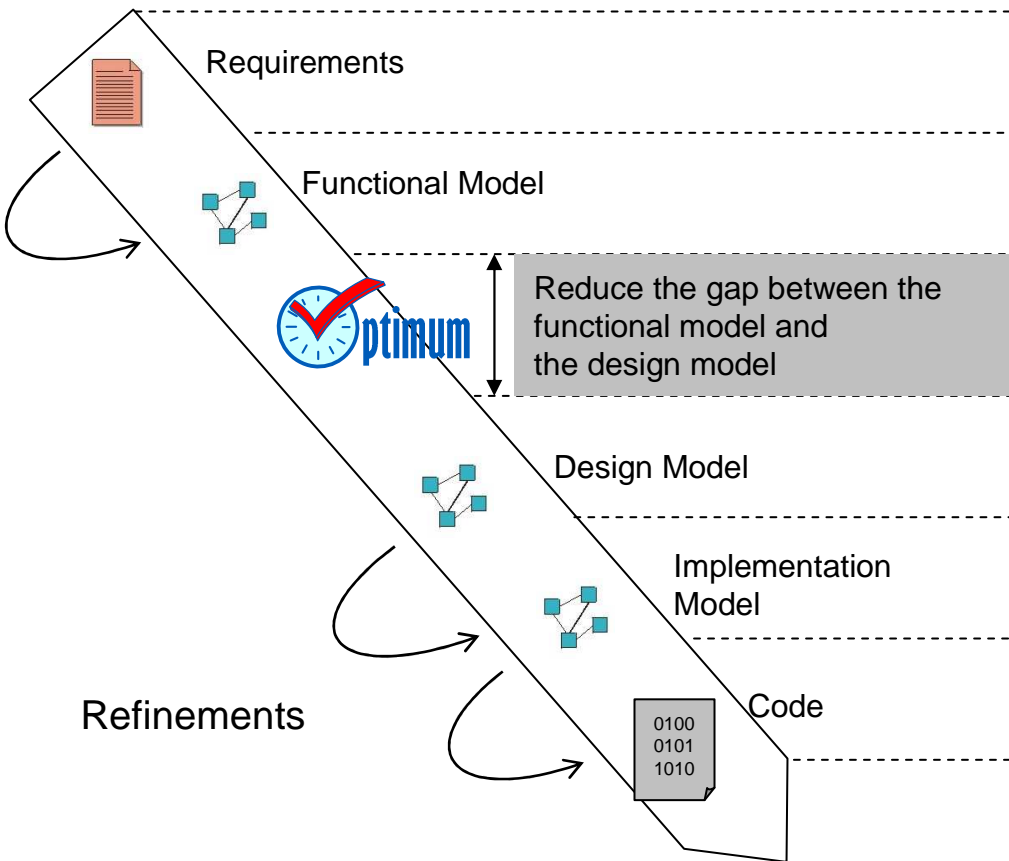 Requirements
Functional Model
Reduce the gap between the
functional model and
the design model
ptimum
Design Model
Implementation
Model
Refinements
Code
0100
0101
1010